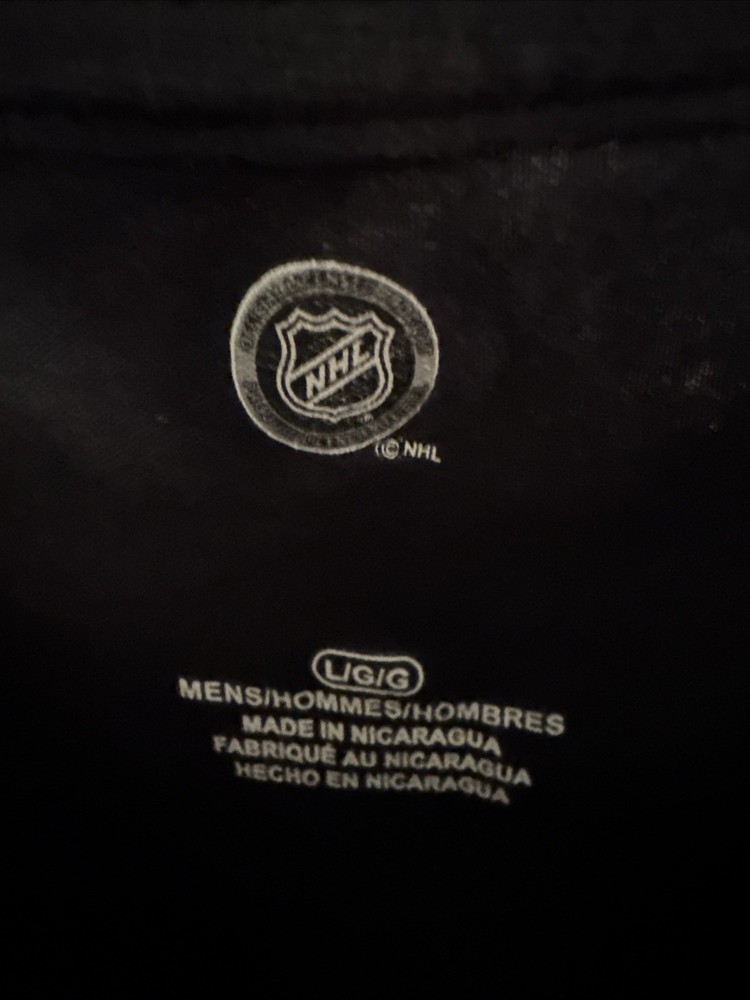 NHL
© NHL
L/G/G
MENS/HOMMES/HOMBRES
MADE IN NICARAGUA
FABRIQUÉ AU NICARAGUA
HECHO EN NICARAGUA